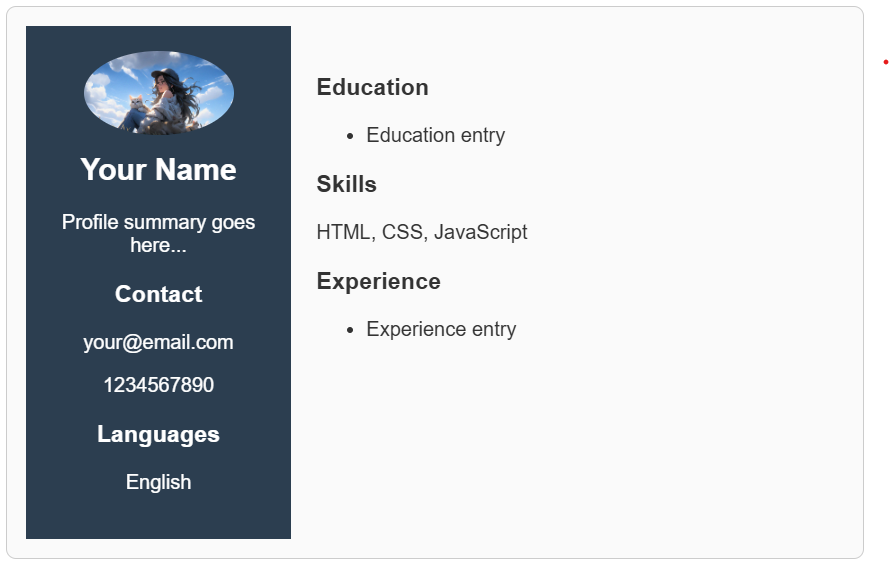 Your Name
Profile summary goes
here...
Contact
your@email.com
1234567890
Languages
English
Education
• Education entry
Skills
HTML, CSS, JavaScript
Experience
• Experience entry